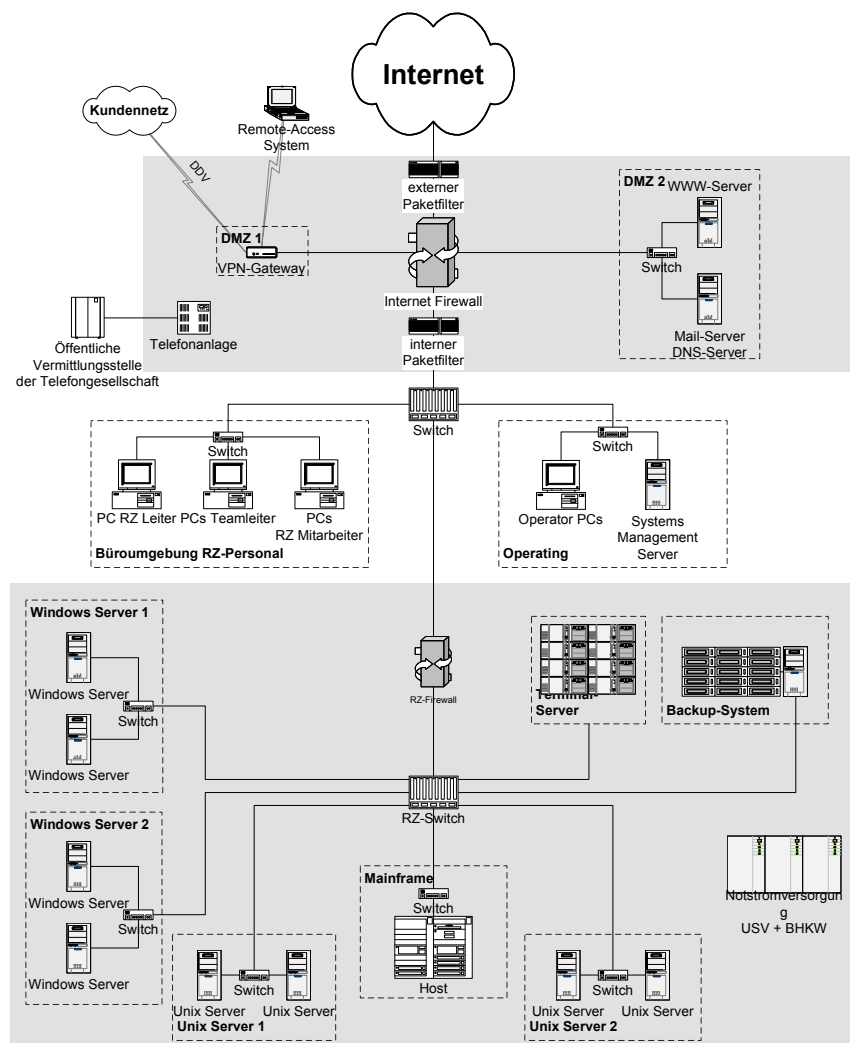 Internet
Kundennetz
Remote-Access
System
DDV
externer
Paketfilter
DMZ 1
VPN-Gateway
Internet Firewall
DMZ 2
WWW-Server
Switch
Mail-Server
DNS-Server
Öffentliche
Vermittlungsstelle
der Telefongesellschaft
Telefonanlage
interner
Paketfilter
Switch
Switch
PC RZ Leiter
PCs Teamleiter
PCs
RZ Mitarbeiter
Büroumgebung RZ-Personal
Switch
Operator PCs
Systems
Management
Server
Operating
Windows Server 1
Windows Server
Switch
Windows Server
RZ-Firewall
Terminal-
Server
Backup-System
RZ-Switch
Windows Server 2
Windows Server
Switch
Windows Server
Mainframe
Switch
Host
Notstromversorgun
g
USV + BHKW
Switch
Unix Server
Unix Server
Unix Server 1
Switch
Unix Server
Unix Server
Unix Server 2